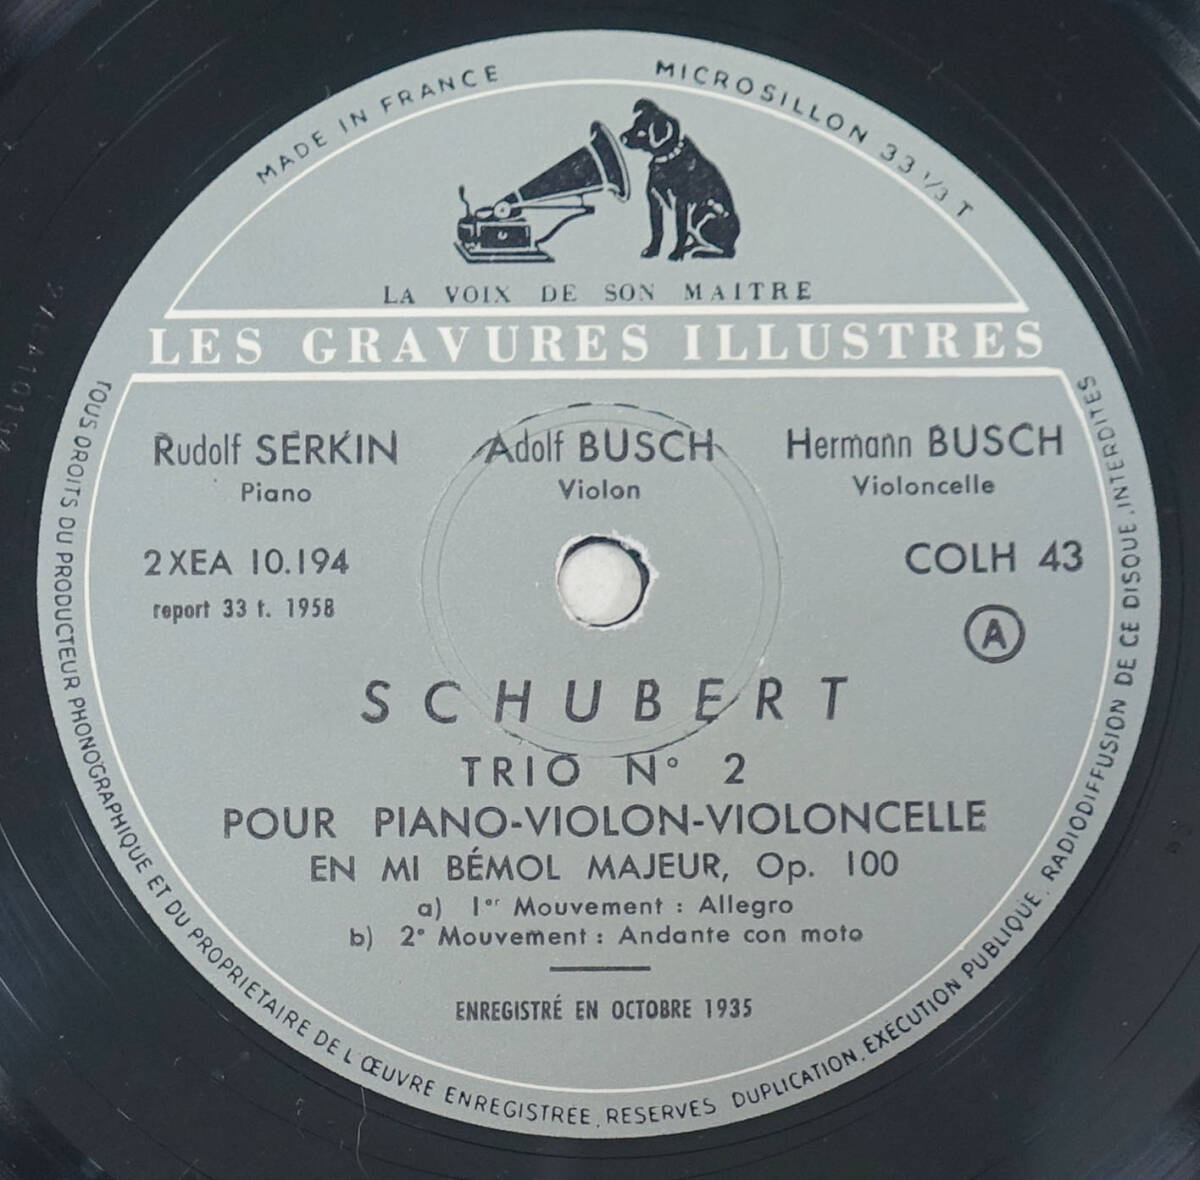 MADE IN FRANCE
MICROSILLON 33 1/3 T
LA VOIX DE SON MAITRE
LES GRAVURES ILLUSTRES
Rudolf SERKIN
Piano
Adolf BUSCH
Violon
Hermann BUSCH
Violoncelle
2XEA 10.194
report 33 t. 1958
COLH 43
A
SCHUBERT
TRIO N° 2
POUR PIANO-VIOLON-VIOLONCELLE
EN MI BÉMOL MAJEUR, Op. 100
a) 1er Mouvement : Allegro
b) 2e Mouvement : Andante con moto
ENREGISTRÉ EN OCTOBRE 1935
TOUS DROITS DU PRODUCTEUR PHONOGRAPHIQUE ET DU PROPRIETAIRE DE L'ŒUVRE ENREGISTRÉE, RESERVES DUPLICATION, EXÉCUTION PUBLIQUE, RADIODIFFUSION DE CE DISQUE, INTERDITES